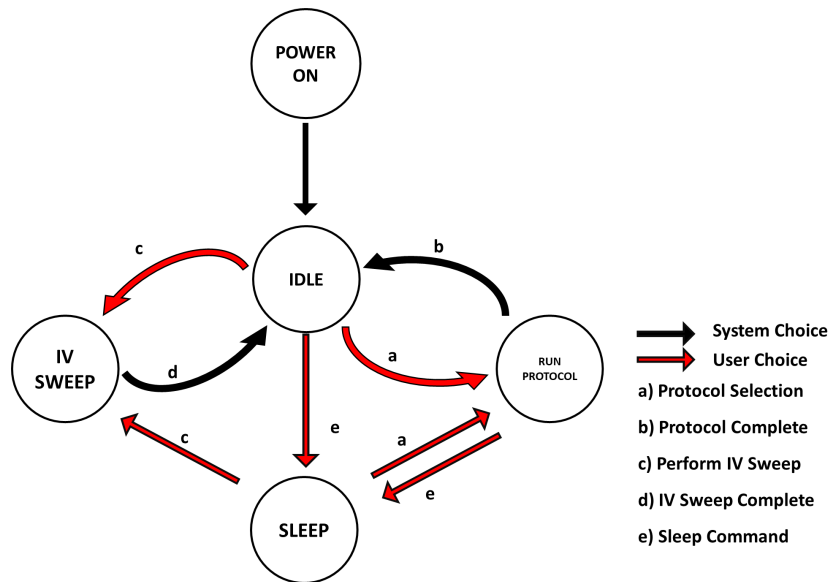 POWER
ON
c
b
IDLE
IV
SWEEP
d
a
RUN
PROTOCOL
c
e
a
e
SLEEP
System Choice
User Choice
a) Protocol Selection
b) Protocol Complete
c) Perform IV Sweep
d) IV Sweep Complete
e) Sleep Command